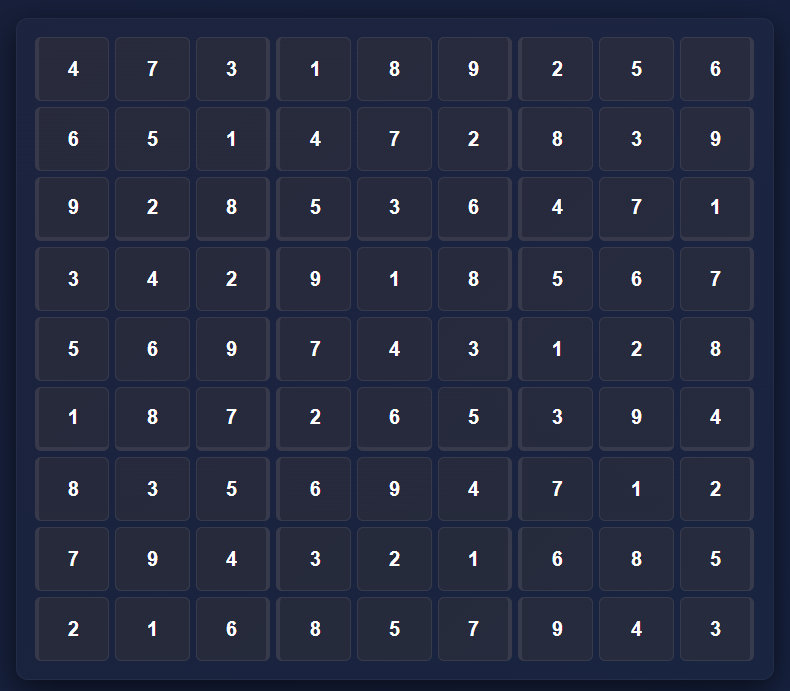 4 7 3 1 8 9 2 5 6
6 5 1 4 7 2 8 3 9
9 2 8 5 3 6 4 7 1
3 4 2 9 1 8 5 6 7
5 6 9 7 4 3 1 2 8
1 8 7 2 6 5 3 9 4
8 3 5 6 9 4 7 1 2
7 9 4 3 2 1 6 8 5
2 1 6 8 5 7 9 4 3